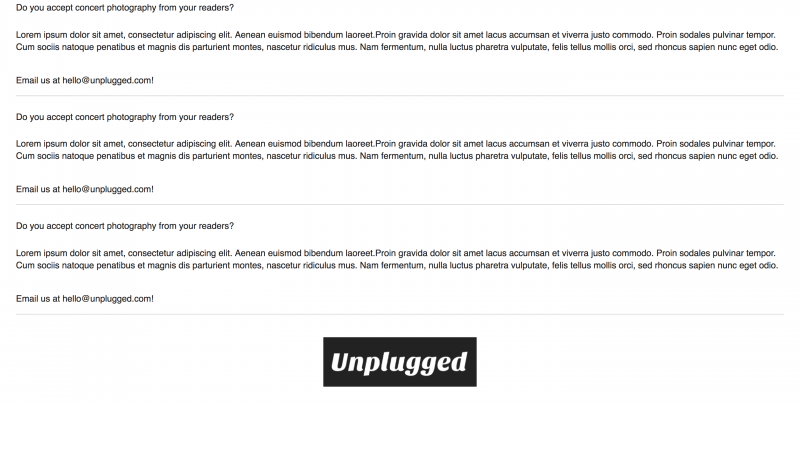 Do you accept concert photography from your readers?
Lorem ipsum dolor sit amet, consectetur adipiscing elit. Aenean euismod bibendum laoreet.Proin gravida dolor sit amet lacus accumsan et viverra justo commodo. Proin sodales pulvinar tempor.
Cum sociis natoque penatibus et magnis dis parturient montes, nascetur ridiculus mus. Nam fermentum, nulla luctus pharetra vulputate, felis tellus mollis orci, sed rhoncus sapien nunc eget odio.
Email us at hello@unplugged.com!
Do you accept concert photography from your readers?
Lorem ipsum dolor sit amet, consectetur adipiscing elit. Aenean euismod bibendum laoreet.Proin gravida dolor sit amet lacus accumsan et viverra justo commodo. Proin sodales pulvinar tempor.
Cum sociis natoque penatibus et magnis dis parturient montes, nascetur ridiculus mus. Nam fermentum, nulla luctus pharetra vulputate, felis tellus mollis orci, sed rhoncus sapien nunc eget odio.
Email us at hello@unplugged.com!
Do you accept concert photography from your readers?
Lorem ipsum dolor sit amet, consectetur adipiscing elit. Aenean euismod bibendum laoreet.Proin gravida dolor sit amet lacus accumsan et viverra justo commodo. Proin sodales pulvinar tempor.
Cum sociis natoque penatibus et magnis dis parturient montes, nascetur ridiculus mus. Nam fermentum, nulla luctus pharetra vulputate, felis tellus mollis orci, sed rhoncus sapien nunc eget odio.
Email us at hello@unplugged.com!
Unplugged